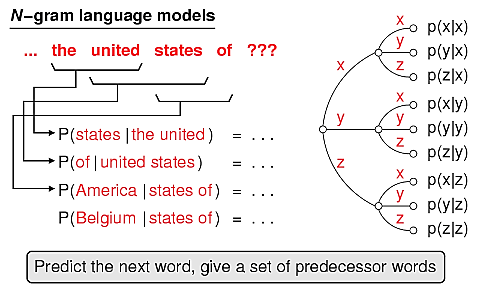 N-gram language models
... the united states of ???
P(states | the united ) = . . .
P(of | united states) = . . .
P(America | states of) = . . .
P(Belgium | states of) = . . .
x
y
z
x p(x|x)
y p(y|x)
z p(z|x)
x p(x|y)
y p(y|y)
z p(z|y)
x p(x|z)
y p(y|z)
z p(z|z)
Predict the next word, give a set of predecessor words